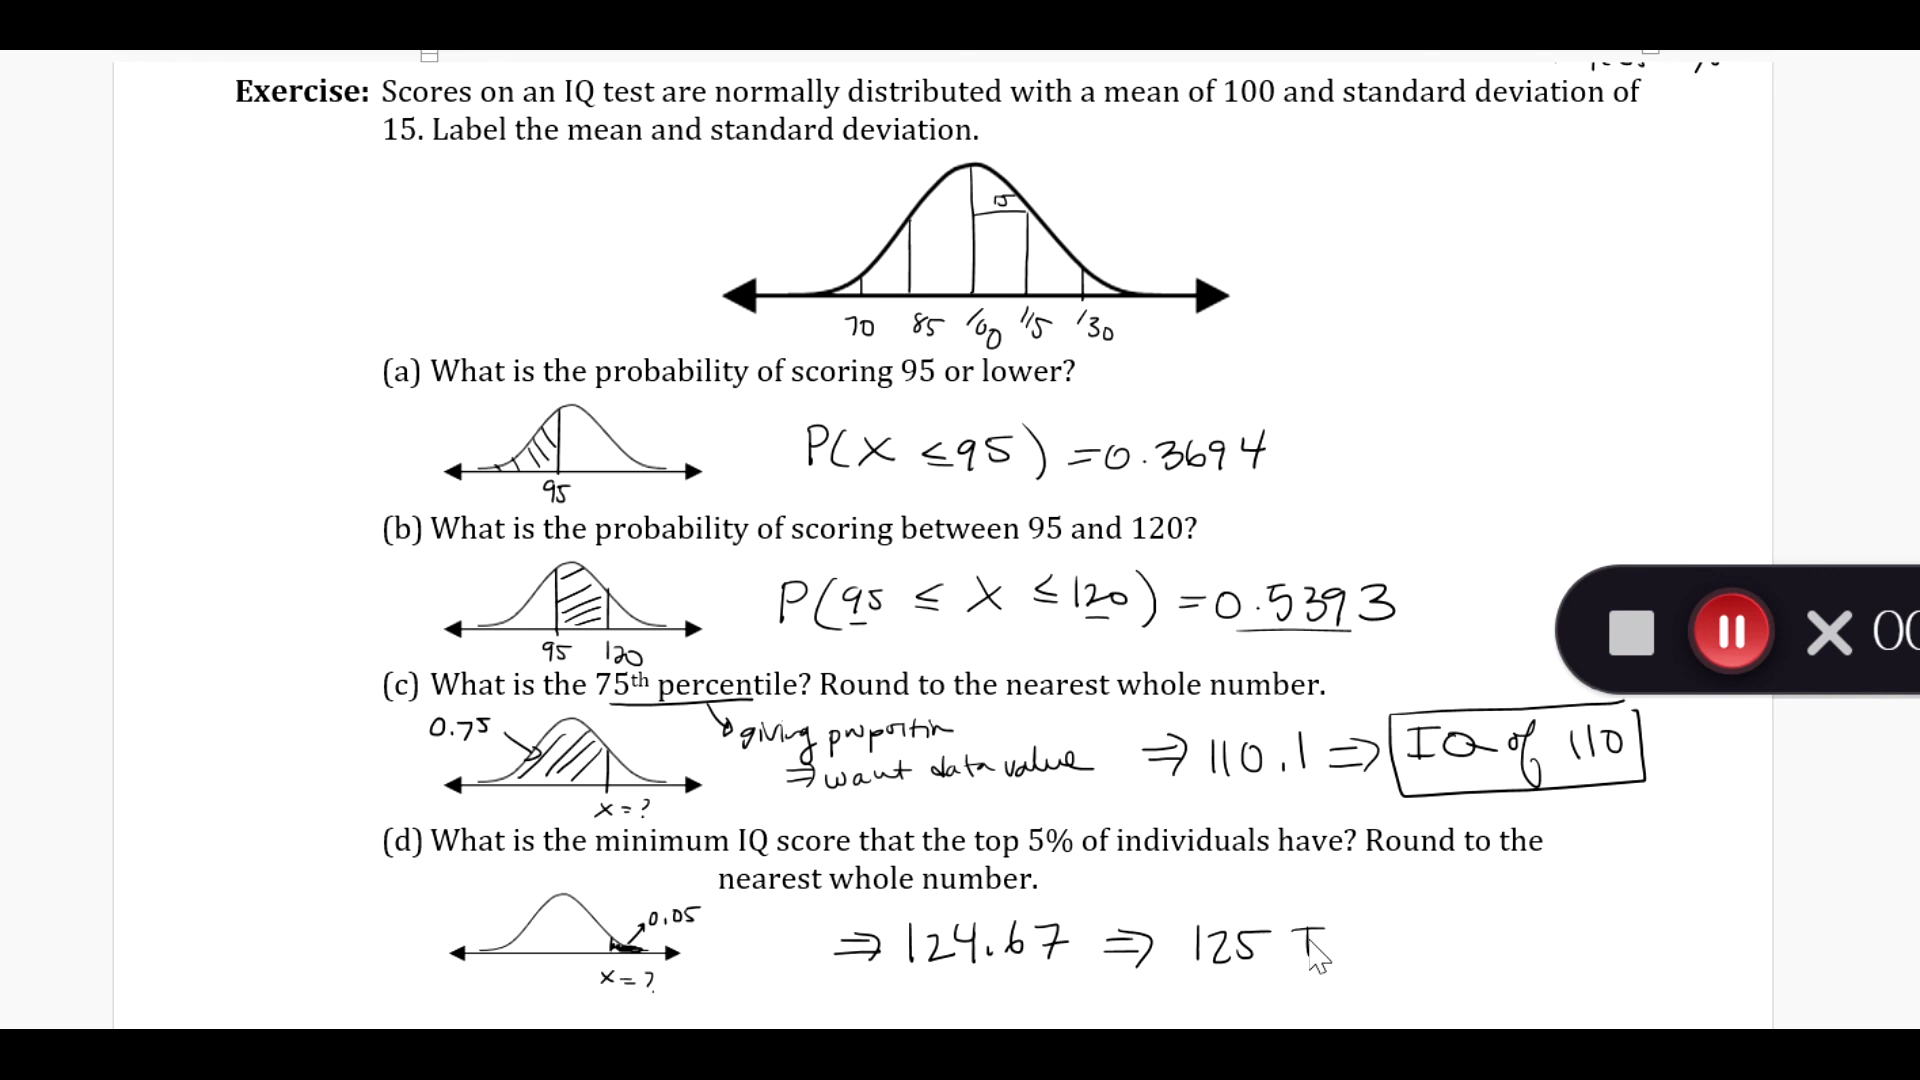 Exercise: Scores on an IQ test are normally distributed with a mean of 100 and standard deviation of
15. Label the mean and standard deviation.
70 85 100 115 130
(a) What is the probability of scoring 95 or lower?
P(X ≤ 95) = 0.3694
95
(b) What is the probability of scoring between 95 and 120?
P(95 ≤ X ≤ 120) = 0.5393
95 120
(c) What is the 75th percentile? Round to the nearest whole number.
0.75
giving proportin
⇒ want data value ⇒ 110.1 ⇒ IQ of 110
x = ?
(d) What is the minimum IQ score that the top 5% of individuals have? Round to the
nearest whole number.
0.05
⇒ 124.67 ⇒ 125 I
x = ?